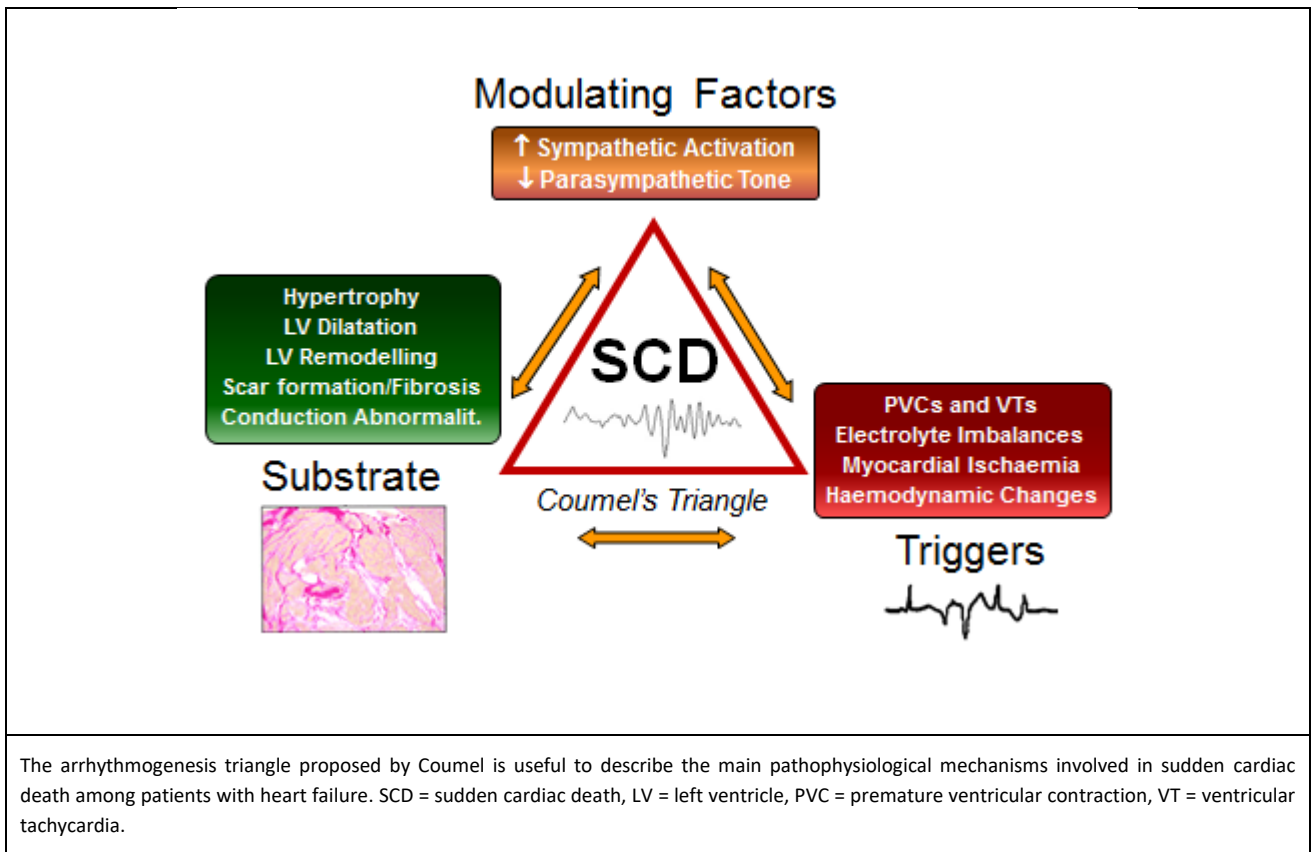 Modulating Factors
↑ Sympathetic Activation
↓ Parasympathetic Tone
Hypertrophy
LV Dilatation
LV Remodelling
Scar formation/Fibrosis
Conduction Abnormalit.
Substrate
SCD
Coumel's Triangle
PVCs and VTs
Electrolyte Imbalances
Myocardial Ischaemia
Haemodynamic Changes
Triggers
The arrhythmogenesis triangle proposed by Coumel is useful to describe the main pathophysiological mechanisms involved in sudden cardiac
death among patients with heart failure. SCD = sudden cardiac death, LV = left ventricle, PVC = premature ventricular contraction, VT = ventricular
tachycardia.